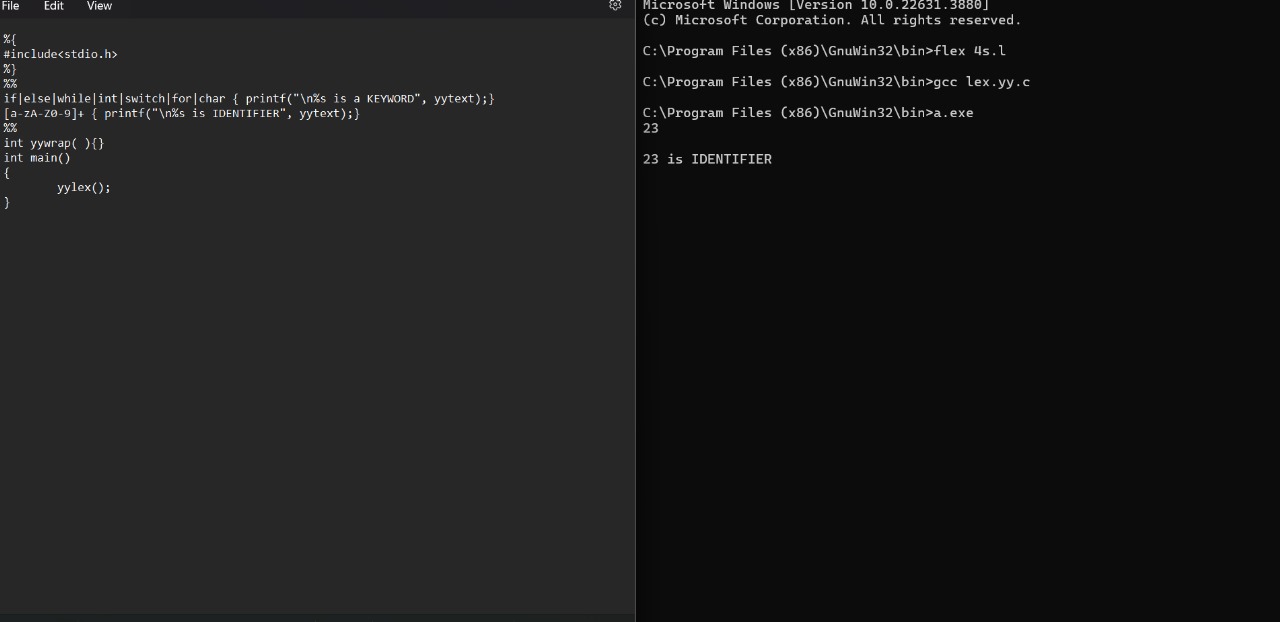 File Edit View
%{
#include<stdio.h>
%}
%%
if|else|while|int|switch|for|char { printf("\n%s is a KEYWORD", yytext);}
[a-zA-Z0-9]+ { printf("\n%s is IDENTIFIER", yytext);}
%%
int yywrap( ){}
int main()
{
        yylex();
}
Microsoft Windows [Version 10.0.22631.3880]
(c) Microsoft Corporation. All rights reserved.
C:\Program Files (x86)\GnuWin32\bin>flex 4s.l
C:\Program Files (x86)\GnuWin32\bin>gcc lex.yy.c
C:\Program Files (x86)\GnuWin32\bin>a.exe
23
23 is IDENTIFIER